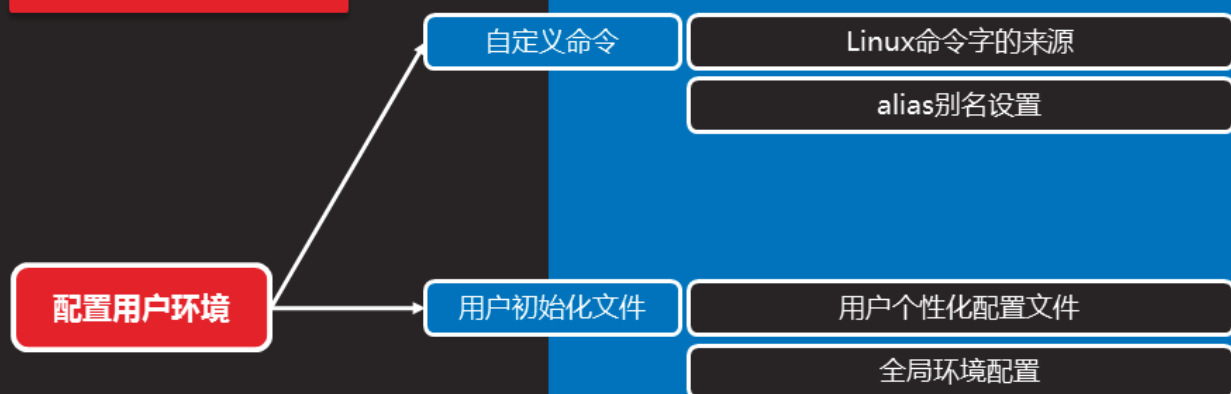 自定义命令
Linux命令字的来源
alias别名设置
配置用户环境
用户初始化文件
用户个性化配置文件
全局环境配置